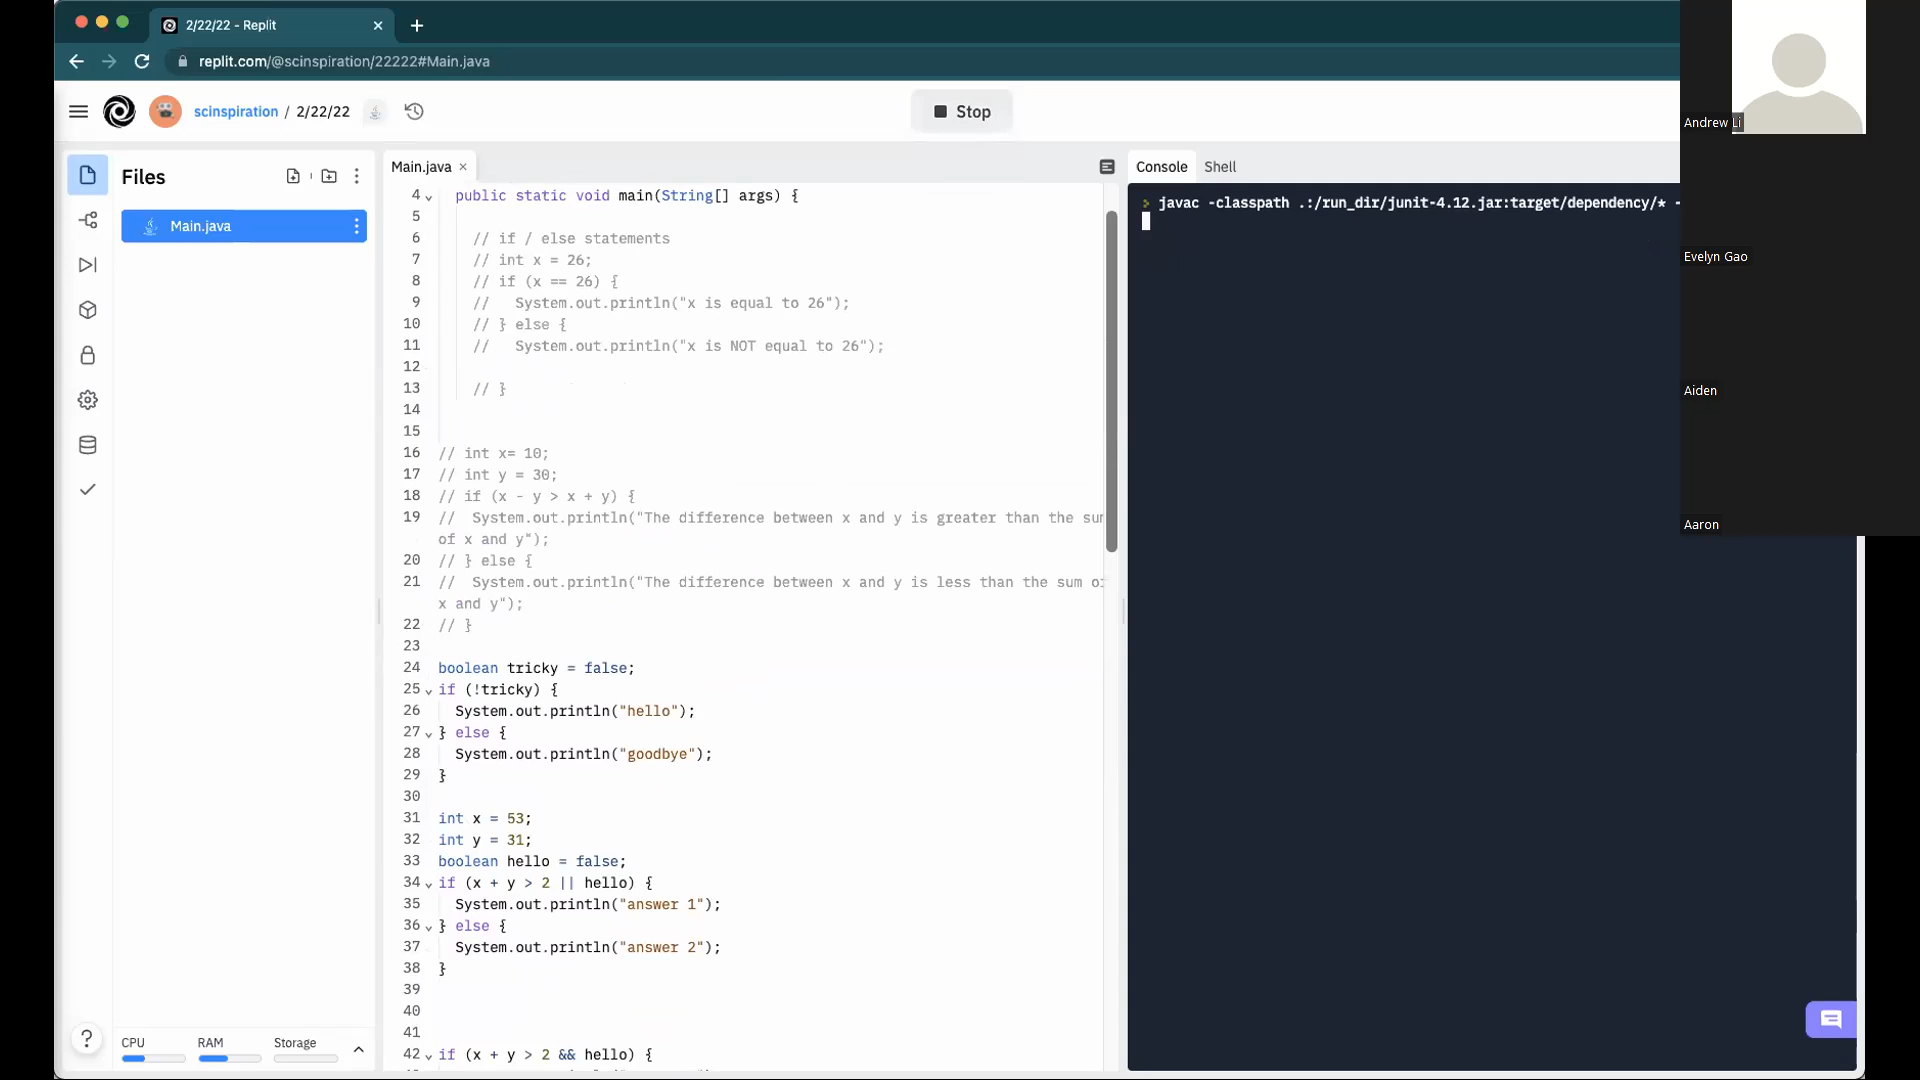 2/22/22 - Replit
replit.com/@scinspiration/22222#Main.java
scinspiration / 2/22/22
Stop
Files
Main.java
CPU
RAM
Storage
?
Main.java
4 public static void main(String[] args) {
5
6 // if / else statements
7 // int x = 26;
8 // if (x == 26) {
9 //   System.out.println("x is equal to 26");
10 // } else {
11 //   System.out.println("x is NOT equal to 26");
12
13 // }
14
15
16 // int x= 10;
17 // int y = 30;
18 // if (x - y > x + y) {
19 //  System.out.println("The difference between x and y is greater than the sum
of x and y");
20 // } else {
21 //  System.out.println("The difference between x and y is less than the sum of
x and y");
22 // }
23
24 boolean tricky = false;
25 if (!tricky) {
26   System.out.println("hello");
27 } else {
28   System.out.println("goodbye");
29 }
30
31 int x = 53;
32 int y = 31;
33 boolean hello = false;
34 if (x + y > 2 || hello) {
35   System.out.println("answer 1");
36 } else {
37   System.out.println("answer 2");
38 }
39
40
41
42 if (x + y > 2 && hello) {
Console
Shell
javac -classpath .:/run_dir/junit-4.12.jar:target/dependency/* -
Andrew Li
Evelyn Gao
Aiden
Aaron